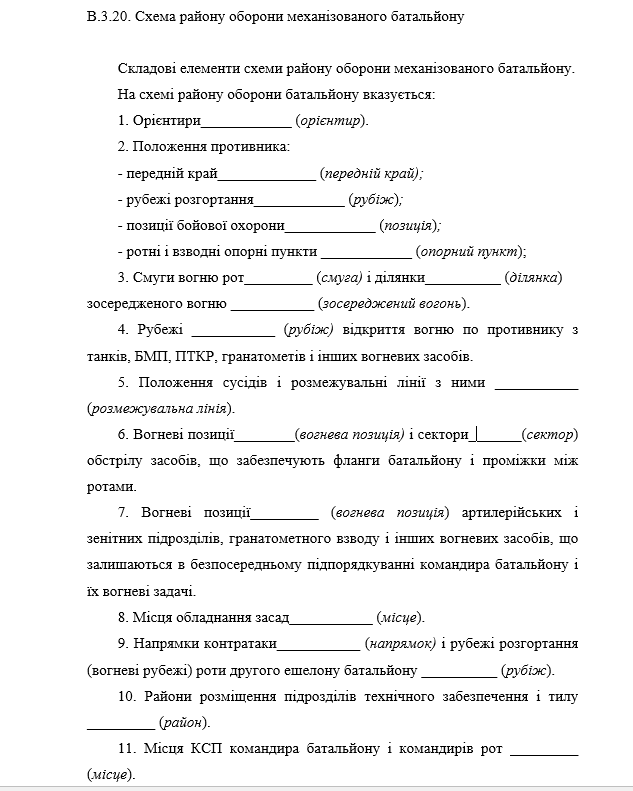 В.3.20. Схема району оборони механізованого батальйону
Складові елементи схеми району оборони механізованого батальйону.
На схемі району оборони батальйону вказується:
1. Орієнтири____________ (орієнтир).
2. Положення противника:
- передній край_____________ (передній край);
- рубежі розгортання____________ (рубіж);
- позиції бойової охорони____________ (позиція);
- ротні і взводні опорні пункти ____________ (опорний пункт);
3. Смуги вогню рот_________ (смуга) і ділянки__________ (ділянка)
зосередженого вогню ___________ (зосереджений вогонь).
4. Рубежі ___________ (рубіж) відкриття вогню по противнику з
танків, БМП, ПТКР, гранатометів і інших вогневих засобів.
5. Положення сусідів і розмежувальні лінії з ними ___________
(розмежувальна лінія).
6. Вогневі позиції________(вогнева позиція) і сектори_______(сектор)
обстрілу засобів, що забезпечують фланги батальйону і проміжки між
ротами.
7. Вогневі позиції_________ (вогнева позиція) артилерійських і
зенітних підрозділів, гранатометного взводу і інших вогневих засобів, що
залишаються в безпосередньому підпорядкуванні командира батальйону і
їх вогневі задачі.
8. Місця обладнання засад___________ (місце).
9. Напрямки контратаки___________ (напрямок) і рубежі розгортання
(вогневі рубежі) роти другого ешелону батальйону __________ (рубіж).
10. Райони розміщення підрозділів технічного забезпечення і тилу
_________ (район).
11. Місця КСП командира батальйону і командирів рот _________
(місце).